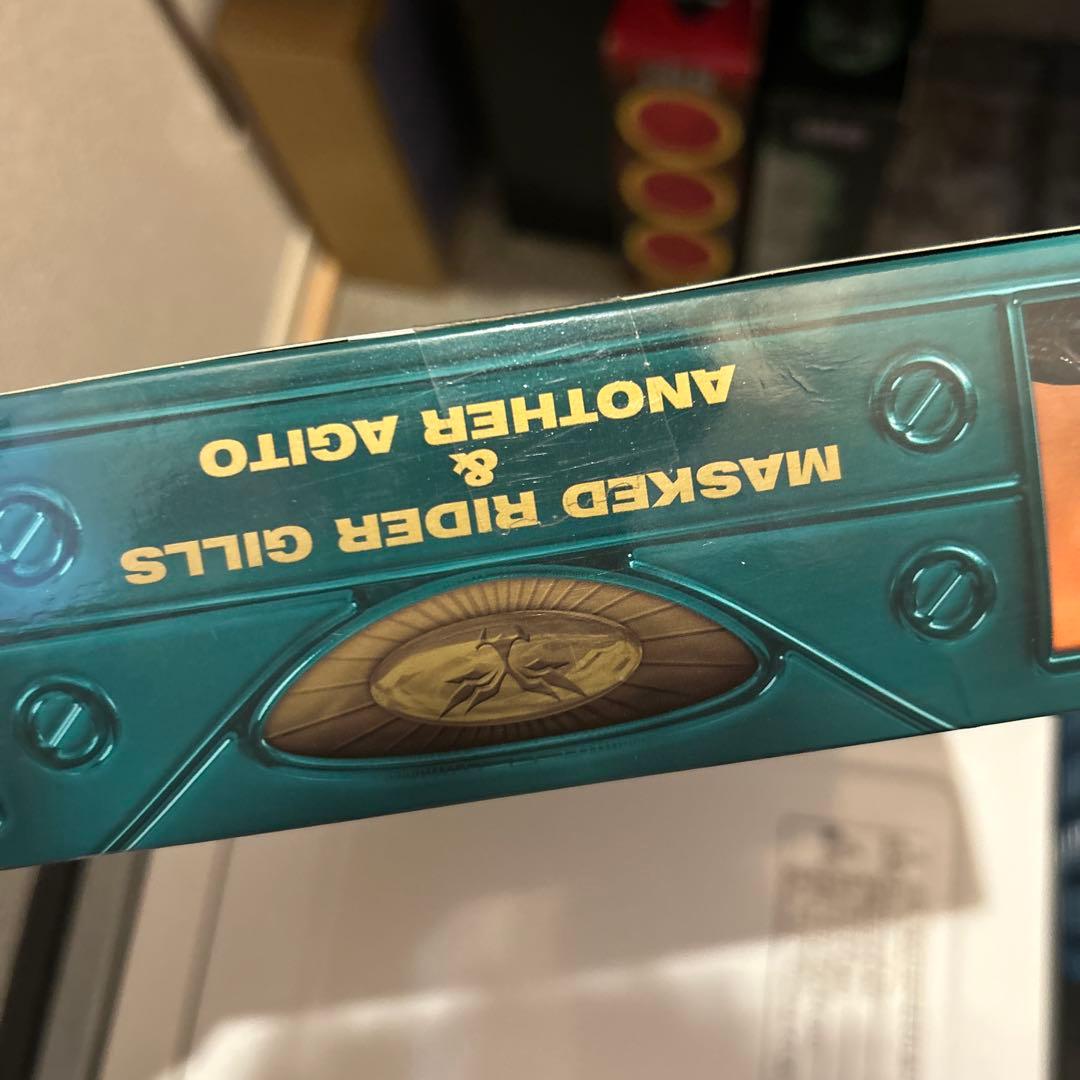 MASKED RIDER GILLS
&
ANOTHER AGITO